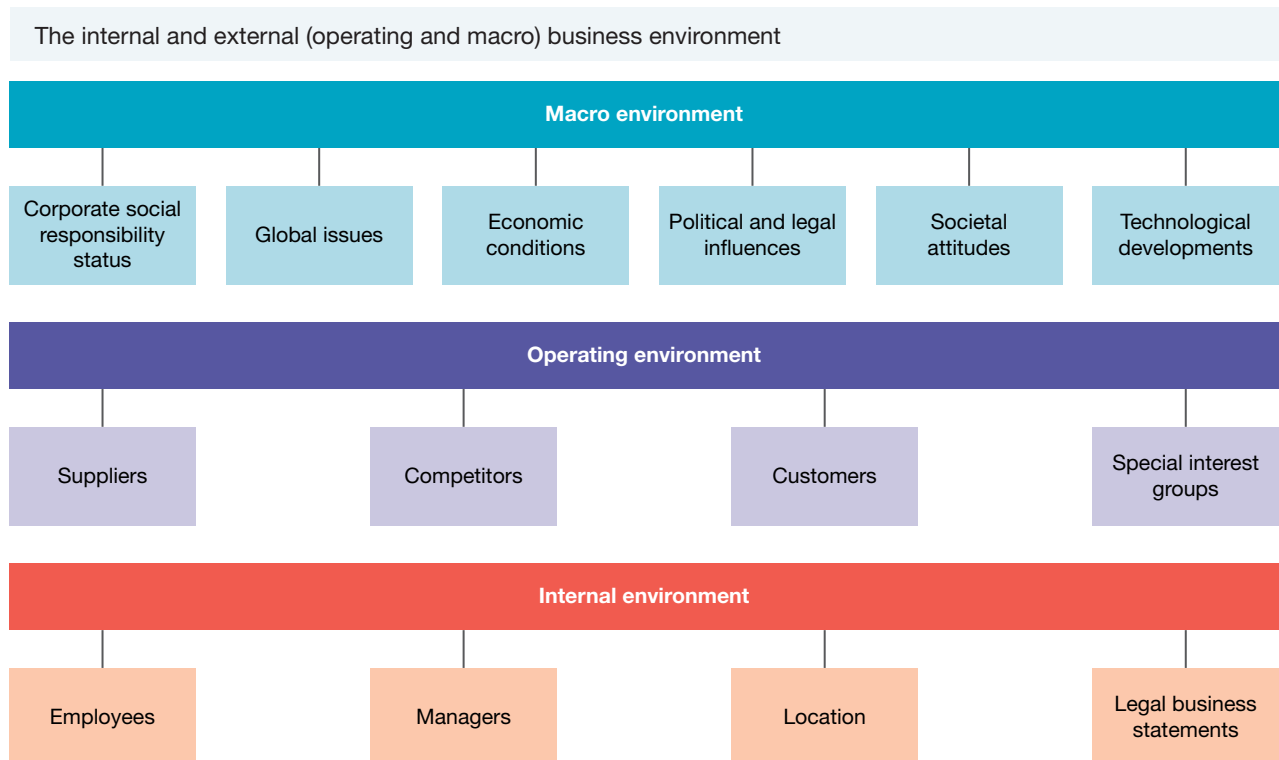 The internal and external (operating and macro) business environment
Macro environment
Corporate social
responsibility
status
Global issues
Economic
conditions
Political and legal
influences
Societal
attitudes
Technological
developments
Operating environment
Suppliers
Competitors
Customers
Special interest
groups
Internal environment
Employees
Managers
Location
Legal business
statements